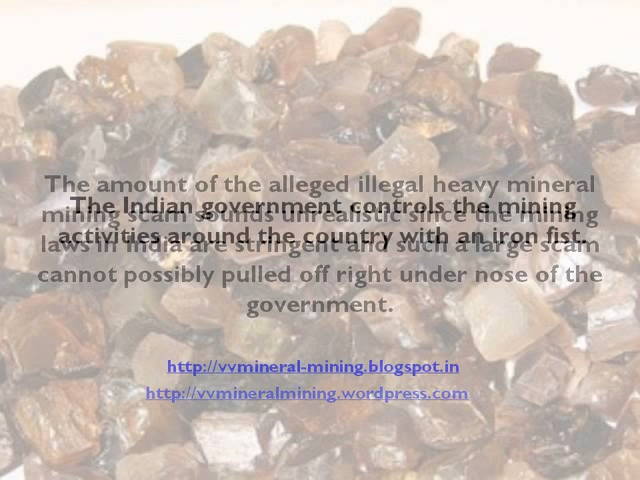 The amount of the alleged illegal heavy mineral
The Indian government controls the mining
mining scam sounds unrealistic since the mining
activities around the country with an iron fist.
laws in India are stringent and such a large scam
cannot possibly pulled off right under nose of the
government.
http://vvmineral-mining.blogspot.in
http://vvmineralmining.wordpress.com